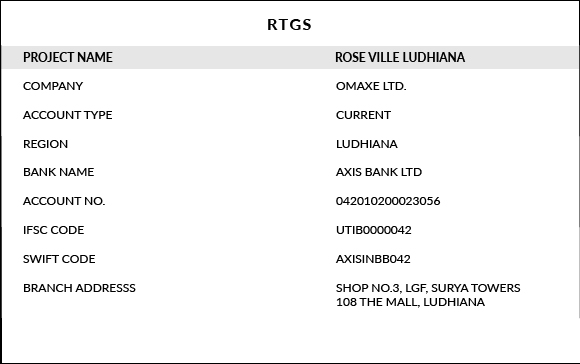 RTGS
PROJECT NAME ROSE VILLE LUDHIANA
COMPANY OMAXE LTD.
ACCOUNT TYPE CURRENT
REGION LUDHIANA
BANK NAME AXIS BANK LTD
ACCOUNT NO. 042010200023056
IFSC CODE UTIB0000042
SWIFT CODE AXISINBB042
BRANCH ADDRESSS SHOP NO.3, LGF, SURYA TOWERS
108 THE MALL, LUDHIANA